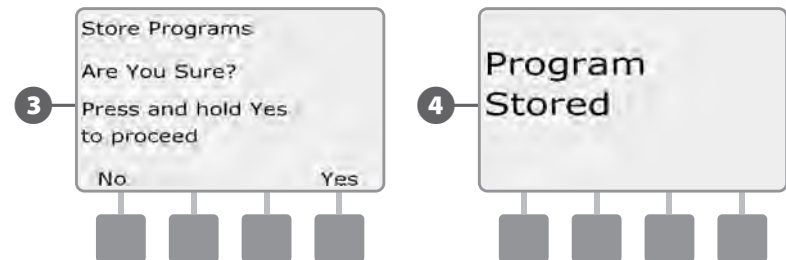 Store Programs
Are You Sure?
3
Press and hold Yes
to proceed
No Yes
4
Program
Stored